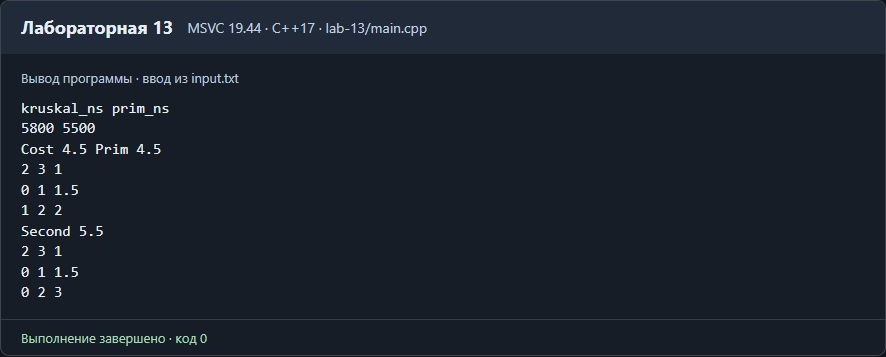 Лабораторная 13 MSVC 19.44 · C++17 · lab-13/main.cpp
Вывод программы · ввод из input.txt
kruskal_ns prim_ns
5800 5500
Cost 4.5 Prim 4.5
2 3 1
0 1 1.5
1 2 2
Second 5.5
2 3 1
0 1 1.5
0 2 3
Выполнение завершено · код 0